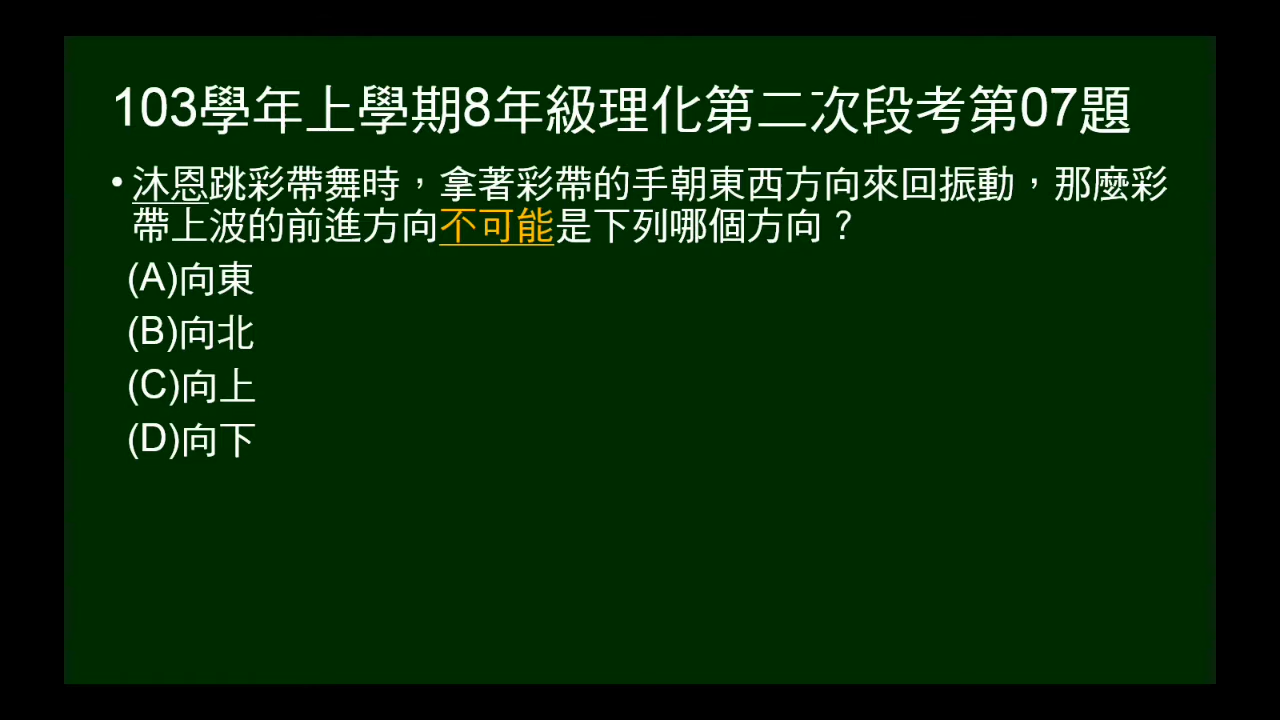 103學年上學期8年級理化第二次段考第07題
•沐恩跳彩帶舞時，拿著彩帶的手朝東西方向來回振動，那麼彩
帶上波的前進方向不可能是下列哪個方向？
(A)向東
(B)向北
(C)向上
(D)向下